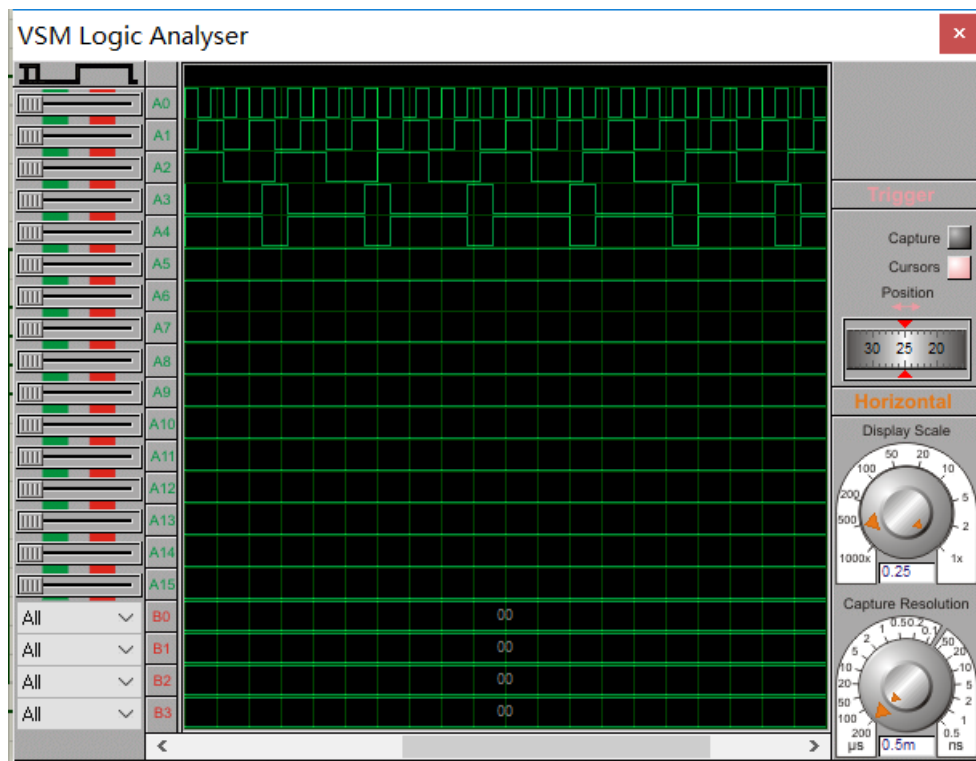 VSM Logic Analyser
A0
A1
A2
A3
A4
A5
A6
A7
A8
A9
A10
A11
A12
A13
A14
A15
All B0 00
All B1 00
All B2 00
All B3 00
Trigger
Capture
Cursors
Position
30 25 20
Horizontal
Display Scale
50 20
100 10
200 5
500 2
1000x 1x
0.25
Capture Resolution
1 0.5 0.2 0.1
2 50
5 20
10 10
20 5
50 2
100 1
200 0.5
µs 0.5m ns